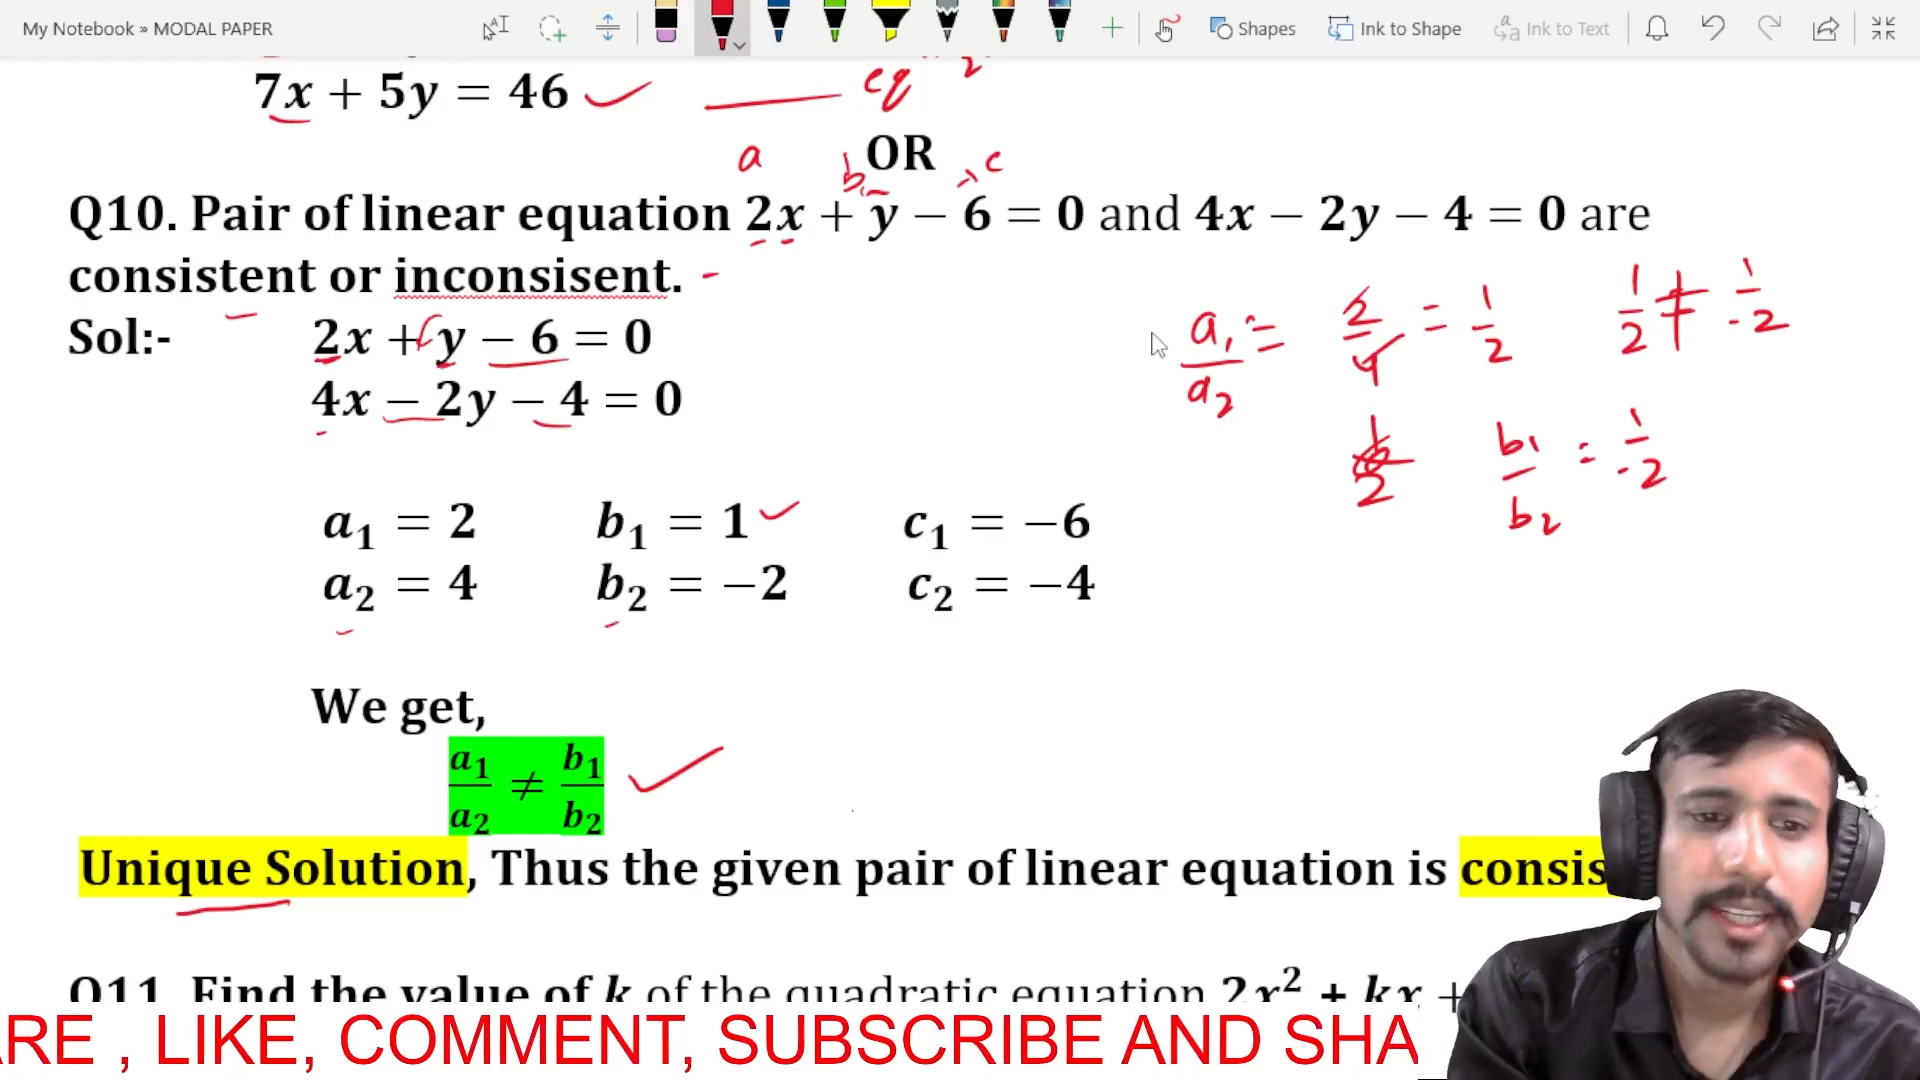 My Notebook » MODAL PAPER
Shapes
Ink to Shape
Ink to Text
7x + 5y = 46
eq
2
OR
a
b
c
Q10. Pair of linear equation 2x + y − 6 = 0 and 4x − 2y − 4 = 0 are
consistent or inconsisent.
Sol:- 2x + y − 6 = 0
4x − 2y − 4 = 0
a₁/a₂ = 2/4 = 1/2
1/2 ≠ 1/-2
b₁/b₂ = 1/-2
a₁ = 2 b₁ = 1 c₁ = −6
a₂ = 4 b₂ = −2 c₂ = −4
We get,
a₁/a₂ ≠ b₁/b₂
Unique Solution, Thus the given pair of linear equation is consis
Q11. Find the value of k of the quadratic equation 2x² + kx +
ARE , LIKE, COMMENT, SUBSCRIBE AND SHA